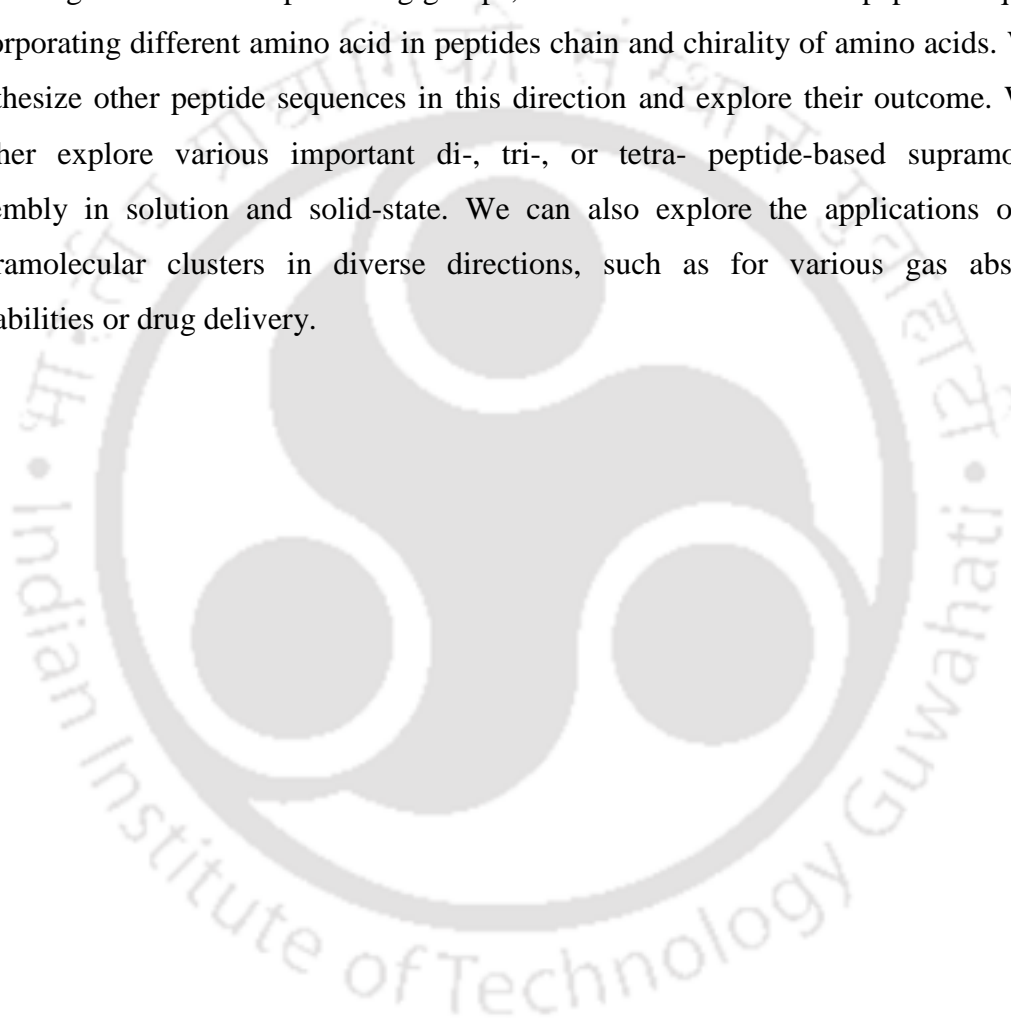 orporating different amino acid in peptides chain and chirality of amino acids.
thesize other peptide sequences in this direction and explore their outcome.
her explore various important di-, tri-, or tetra- peptide-based supramo
embly in solution and solid-state. We can also explore the applications o
ramolecular clusters in diverse directions, such as for various gas abs
abilities or drug delivery.
Indian Institute of Technology Guwahati